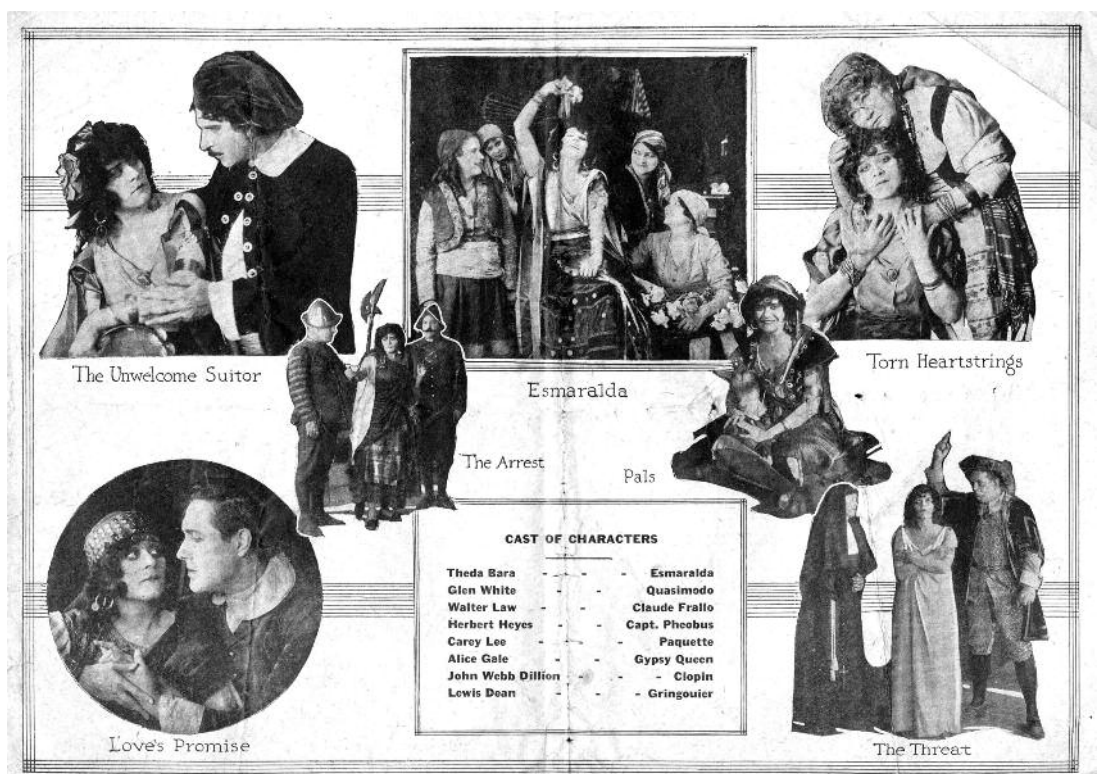 The Unwelcome Suitor
Esmaralda
Torn Heartstrings
The Arrest
Pals
CAST OF CHARACTERS
Theda Bara - - - - Esmaralda
Glen White - - Quasimodo
Walter Law - - Claude Frallo
Herbert Heyes - - Capt. Pheobus
Carey Lee - - - Paquette
Alice Gale - - Gypsy Queen
John Webb Dillion - - - Clopin
Lewis Dean - - - Gringouier
Love's Promise
The Threat